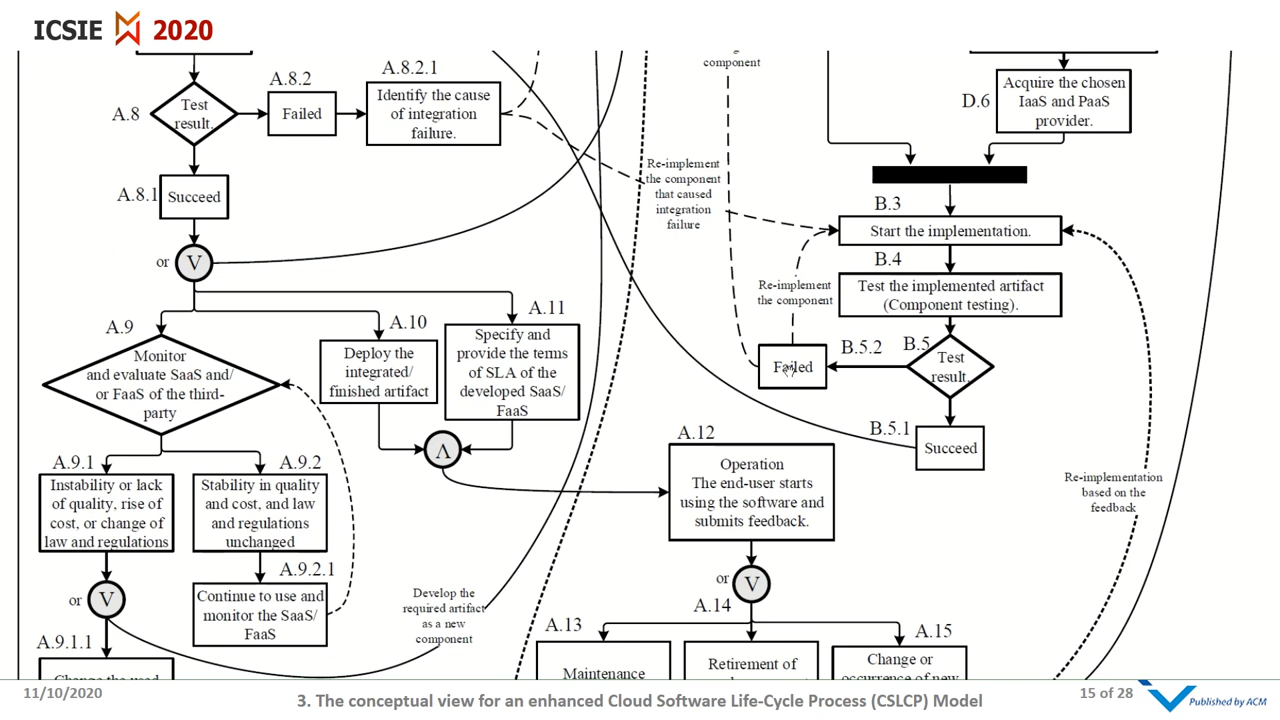 ICSIE 2020
A.8
Test
result.
A.8.2
Failed
A.8.2.1
Identify the cause
of integration
failure.
A.8.1
Succeed
or
V
A.9
Monitor
and evaluate SaaS and/
or FaaS of the third-
party
A.10
Deploy the
integrated/
finished artifact
A.11
Specify and
provide the terms
of SLA of the
developed SaaS/
FaaS
Λ
A.9.1
Instability or lack
of quality, rise of
cost, or change of
law and regulations
A.9.2
Stability in quality
and cost, and law
and regulations
unchanged
A.9.2.1
Continue to use and
monitor the SaaS/
FaaS
or
V
A.9.1.1
Develop the
required artifact
as a new
component
component
Re-implement
the component
that caused
integration
failure
D.6
Acquire the chosen
IaaS and PaaS
provider.
B.3
Start the implementation.
B.4
Test the implemented artifact
(Component testing).
Re-implement
the component
B.5
Test
result.
B.5.2
Failed
B.5.1
Succeed
A.12
Operation
The end-user starts
using the software and
submits feedback.
or
V
A.14
A.13
Maintenance
Retirement of
A.15
Change or
occurrence of new
Re-implementation
based on the
feedback
11/10/2020
3. The conceptual view for an enhanced Cloud Software Life-Cycle Process (CSLCP) Model
15 of 28
Published by ACM